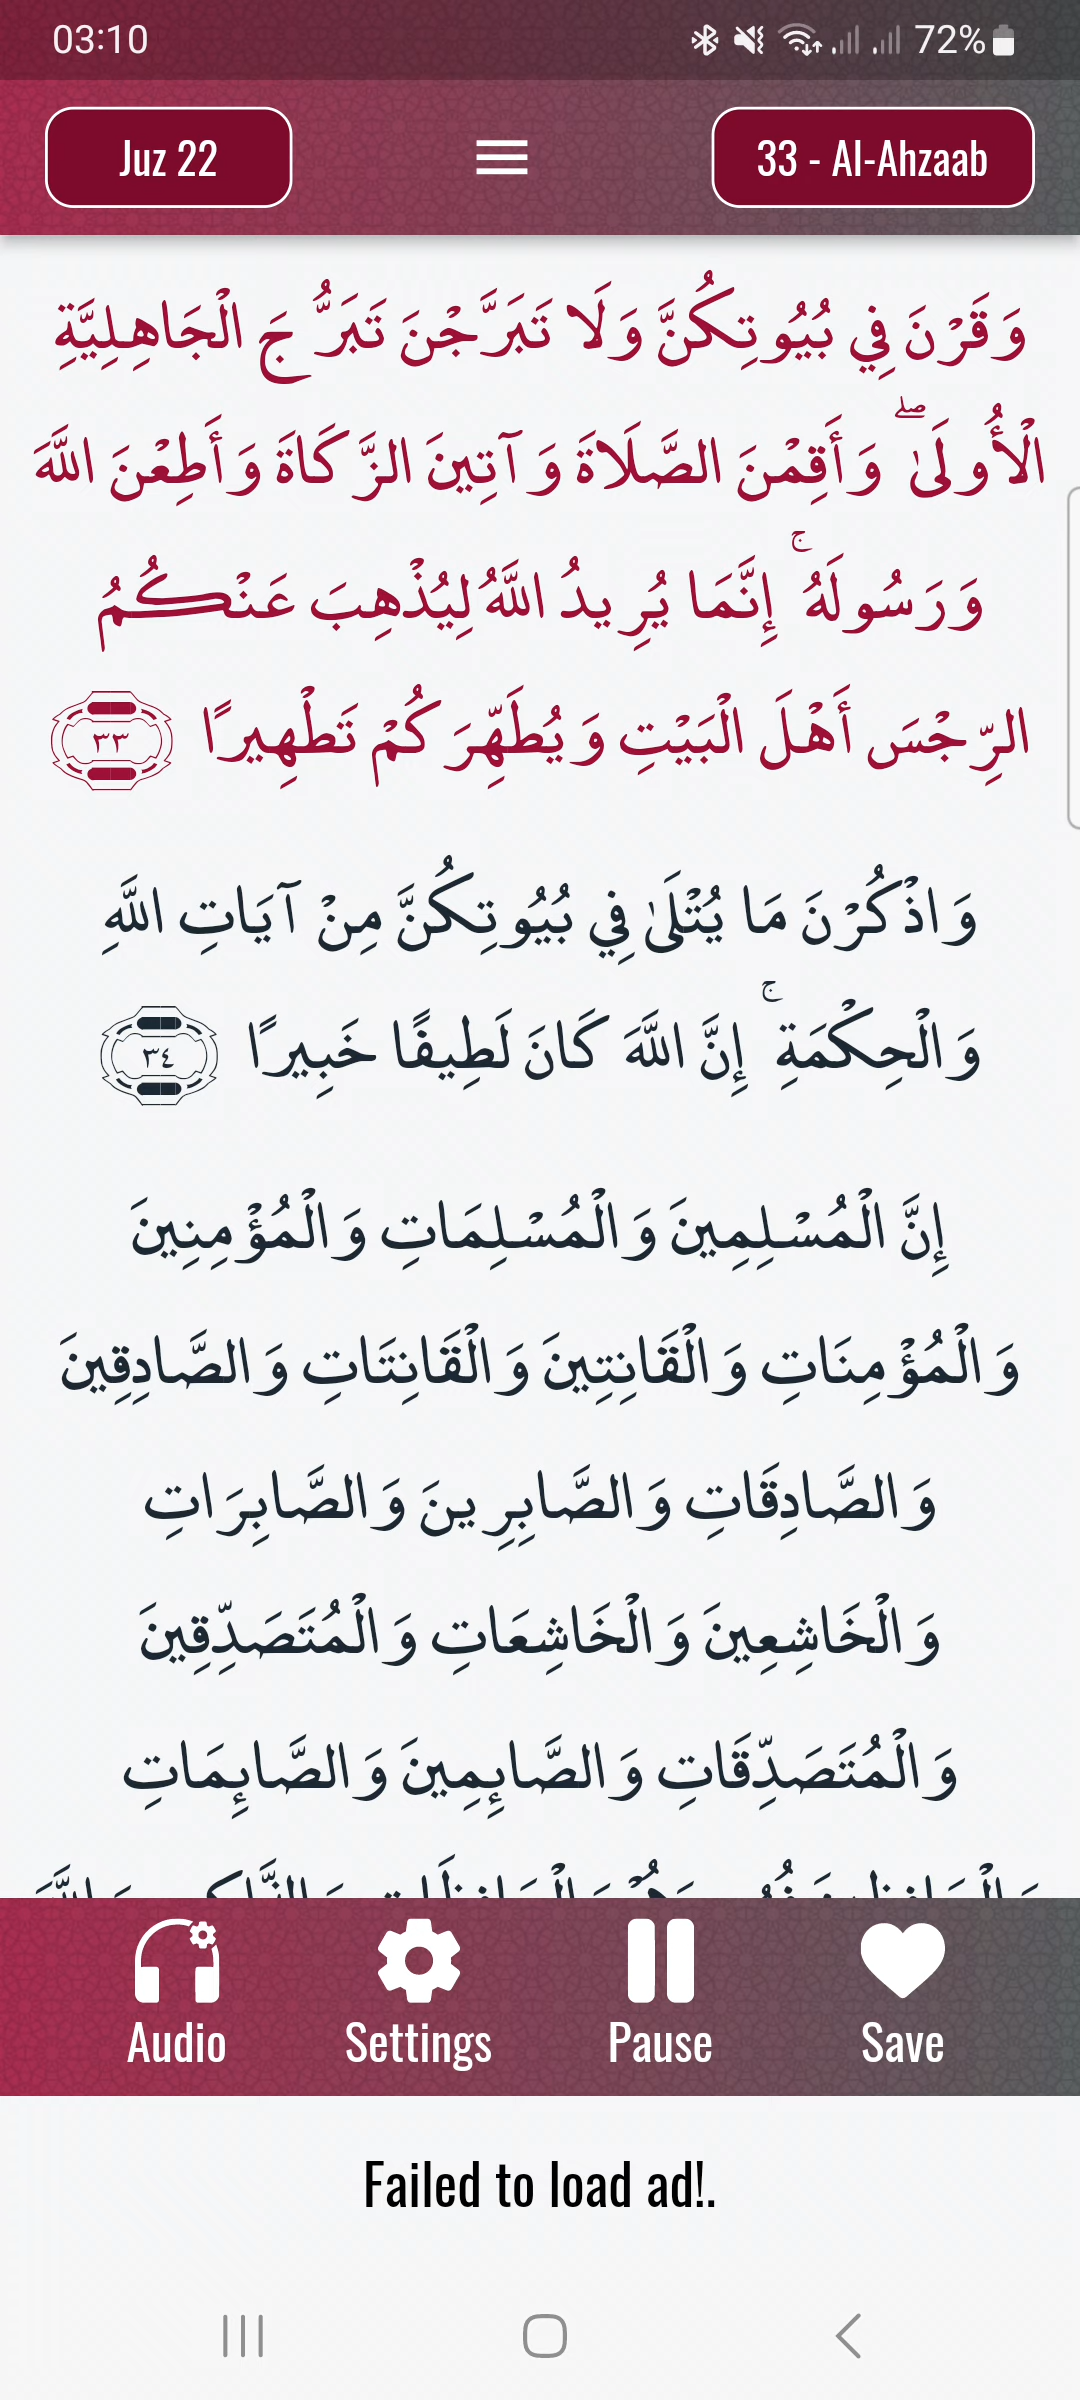 03:10 72%
Juz 22 33 - Al-Ahzaab
وَقَرْنَ فِي بُيُوتِكُنَّ وَلَا تَبَرَّجْنَ تَبَرُّجَ الْجَاهِلِيَّةِ
الْأُولَىٰ ۖ وَأَقِمْنَ الصَّلَاةَ وَآتِينَ الزَّكَاةَ وَأَطِعْنَ اللَّهَ
وَرَسُولَهُ ۚ إِنَّمَا يُرِيدُ اللَّهُ لِيُذْهِبَ عَنْكُمُ
الرِّجْسَ أَهْلَ الْبَيْتِ وَيُطَهِّرَكُمْ تَطْهِيرًا ٣٣
وَاذْكُرْنَ مَا يُتْلَىٰ فِي بُيُوتِكُنَّ مِنْ آيَاتِ اللَّهِ
وَالْحِكْمَةِ ۚ إِنَّ اللَّهَ كَانَ لَطِيفًا خَبِيرًا ٣٤
إِنَّ الْمُسْلِمِينَ وَالْمُسْلِمَاتِ وَالْمُؤْمِنِينَ
وَالْمُؤْمِنَاتِ وَالْقَانِتِينَ وَالْقَانِتَاتِ وَالصَّادِقِينَ
وَالصَّادِقَاتِ وَالصَّابِرِينَ وَالصَّابِرَاتِ
وَالْخَاشِعِينَ وَالْخَاشِعَاتِ وَالْمُتَصَدِّقِينَ
وَالْمُتَصَدِّقَاتِ وَالصَّائِمِينَ وَالصَّائِمَاتِ
Audio Settings Pause Save
Failed to load ad!.